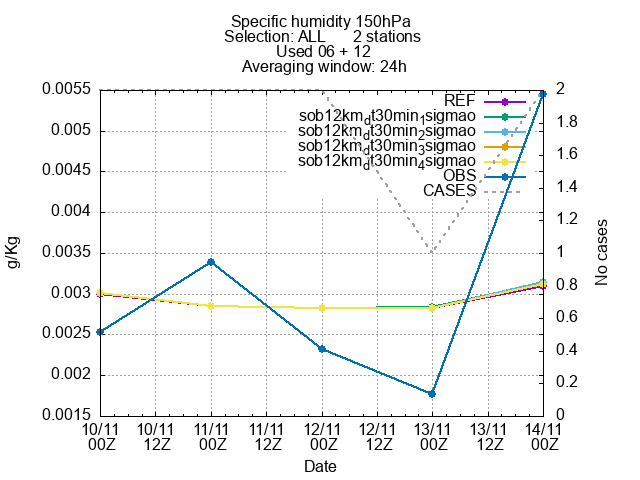 Specific humidity 150hPa
Selection: ALL 2 stations
Used 06 + 12
Averaging window: 24h
REF
sob12km_dt30min_1sigmao
sob12km_dt30min_2sigmao
sob12km_dt30min_3sigmao
sob12km_dt30min_4sigmao
OBS
CASES
g/Kg
0.0055
0.005
0.0045
0.004
0.0035
0.003
0.0025
0.002
0.0015
2
1.8
1.6
1.4
1.2
1
0.8
0.6
0.4
0.2
0
No cases
10/11 10/11 11/11 11/11 12/11 12/11 13/11 13/11 14/11
00Z 12Z 00Z 12Z 00Z 12Z 00Z 12Z 00Z
Date